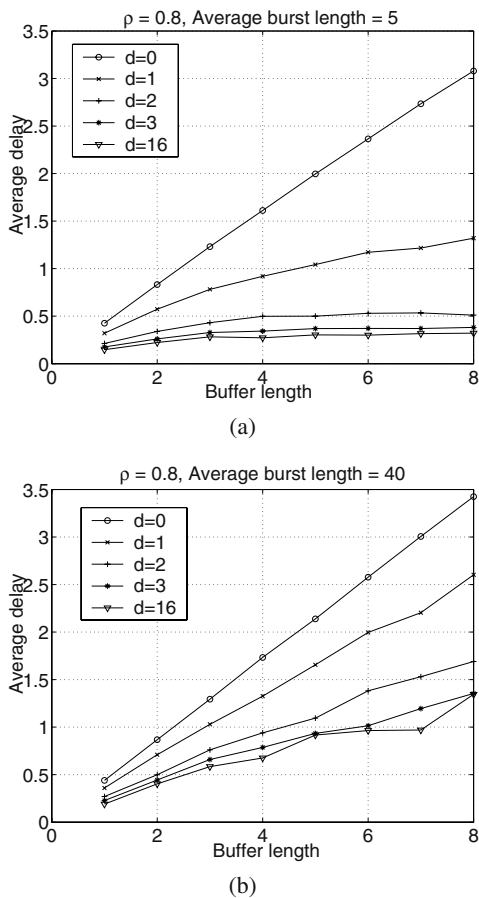 ρ = 0.8, Average burst length = 5
3.5
3
2.5
2
1.5
1
0.5
0
Average delay
d=0
d=1
d=2
d=3
d=16
0
2
4
6
8
Buffer length
(a)
ρ = 0.8, Average burst length = 40
3.5
3
2.5
2
1.5
1
0.5
0
Average delay
d=0
d=1
d=2
d=3
d=16
0
2
4
6
8
Buffer length
(b)